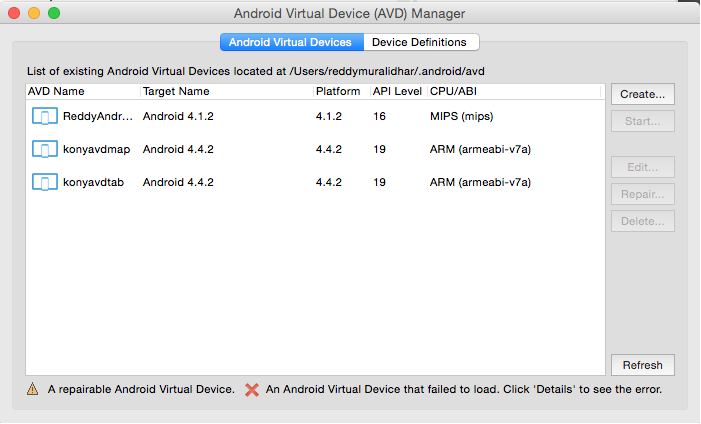 Android Virtual Device (AVD) Manager
Android Virtual Devices Device Definitions
List of existing Android Virtual Devices located at /Users/reddymuralidhar/.android/avd
AVD Name Target Name Platform API Level CPU/ABI
ReddyAndr... Android 4.1.2 4.1.2 16 MIPS (mips)
konyavdmap Android 4.4.2 4.4.2 19 ARM (armeabi-v7a)
konyavdtab Android 4.4.2 4.4.2 19 ARM (armeabi-v7a)
Create...
Start...
Edit...
Repair...
Delete...
Refresh
A repairable Android Virtual Device. An Android Virtual Device that failed to load. Click 'Details' to see the error.